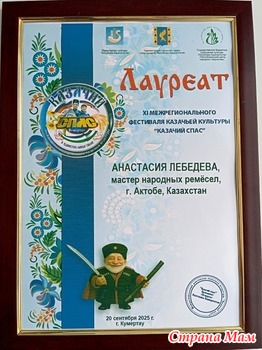 Лауреат
XI МЕЖРЕГИОНАЛЬНОГО
ФЕСТИВАЛЯ КАЗАЧЬЕЙ КУЛЬТУРЫ
"КАЗАЧИЙ СПАС"
КАЗАЧИЙ
СПАС
АНАСТАСИЯ ЛЕБЕДЕВА,
мастер народных ремёсел,
г. Актобе, Казахстан
20 сентября 2025 г.
г. Кумертау
Страна Мам